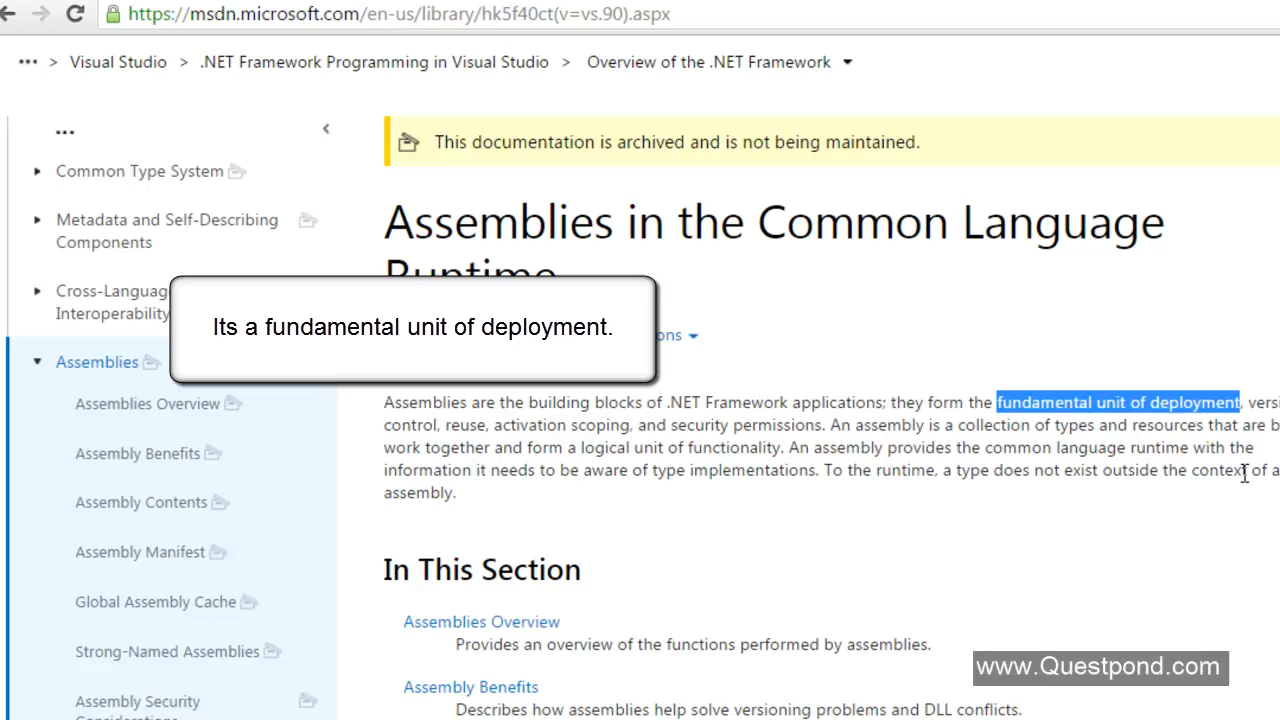 https://msdn.microsoft.com/en-us/library/hk5f40ct(v=vs.90).aspx
··· > Visual Studio > .NET Framework Programming in Visual Studio > Overview of the .NET Framework
...
Common Type System
Metadata and Self-Describing
Components
Cross-Languag
Interoperability
Assemblies
Assemblies Overview
Assembly Benefits
Assembly Contents
Assembly Manifest
Global Assembly Cache
Strong-Named Assemblies
Assembly Security
This documentation is archived and is not being maintained.
Assemblies in the Common Language
Runtime
Its a fundamental unit of deployment.
ons
Assemblies are the building blocks of .NET Framework applications; they form the fundamental unit of deployment, versi
control, reuse, activation scoping, and security permissions. An assembly is a collection of types and resources that are b
work together and form a logical unit of functionality. An assembly provides the common language runtime with the
information it needs to be aware of type implementations. To the runtime, a type does not exist outside the context of a
assembly.
In This Section
Assemblies Overview
Provides an overview of the functions performed by assemblies.
Assembly Benefits
Describes how assemblies help solve versioning problems and DLL conflicts.
www.Questpond.com